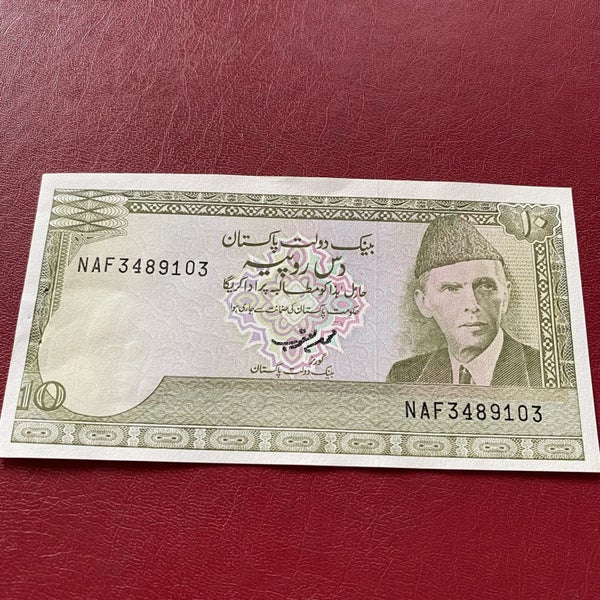 ۱۰
بینک دولت پاکستان
دس روپیہ
NAF3489103
حامل ہذا کو مطالبہ پر ادا کریگا
حکومت پاکستان کی ضمانت سے جاری ہوا
گورنر
بینک دولت پاکستان
10
NAF3489103